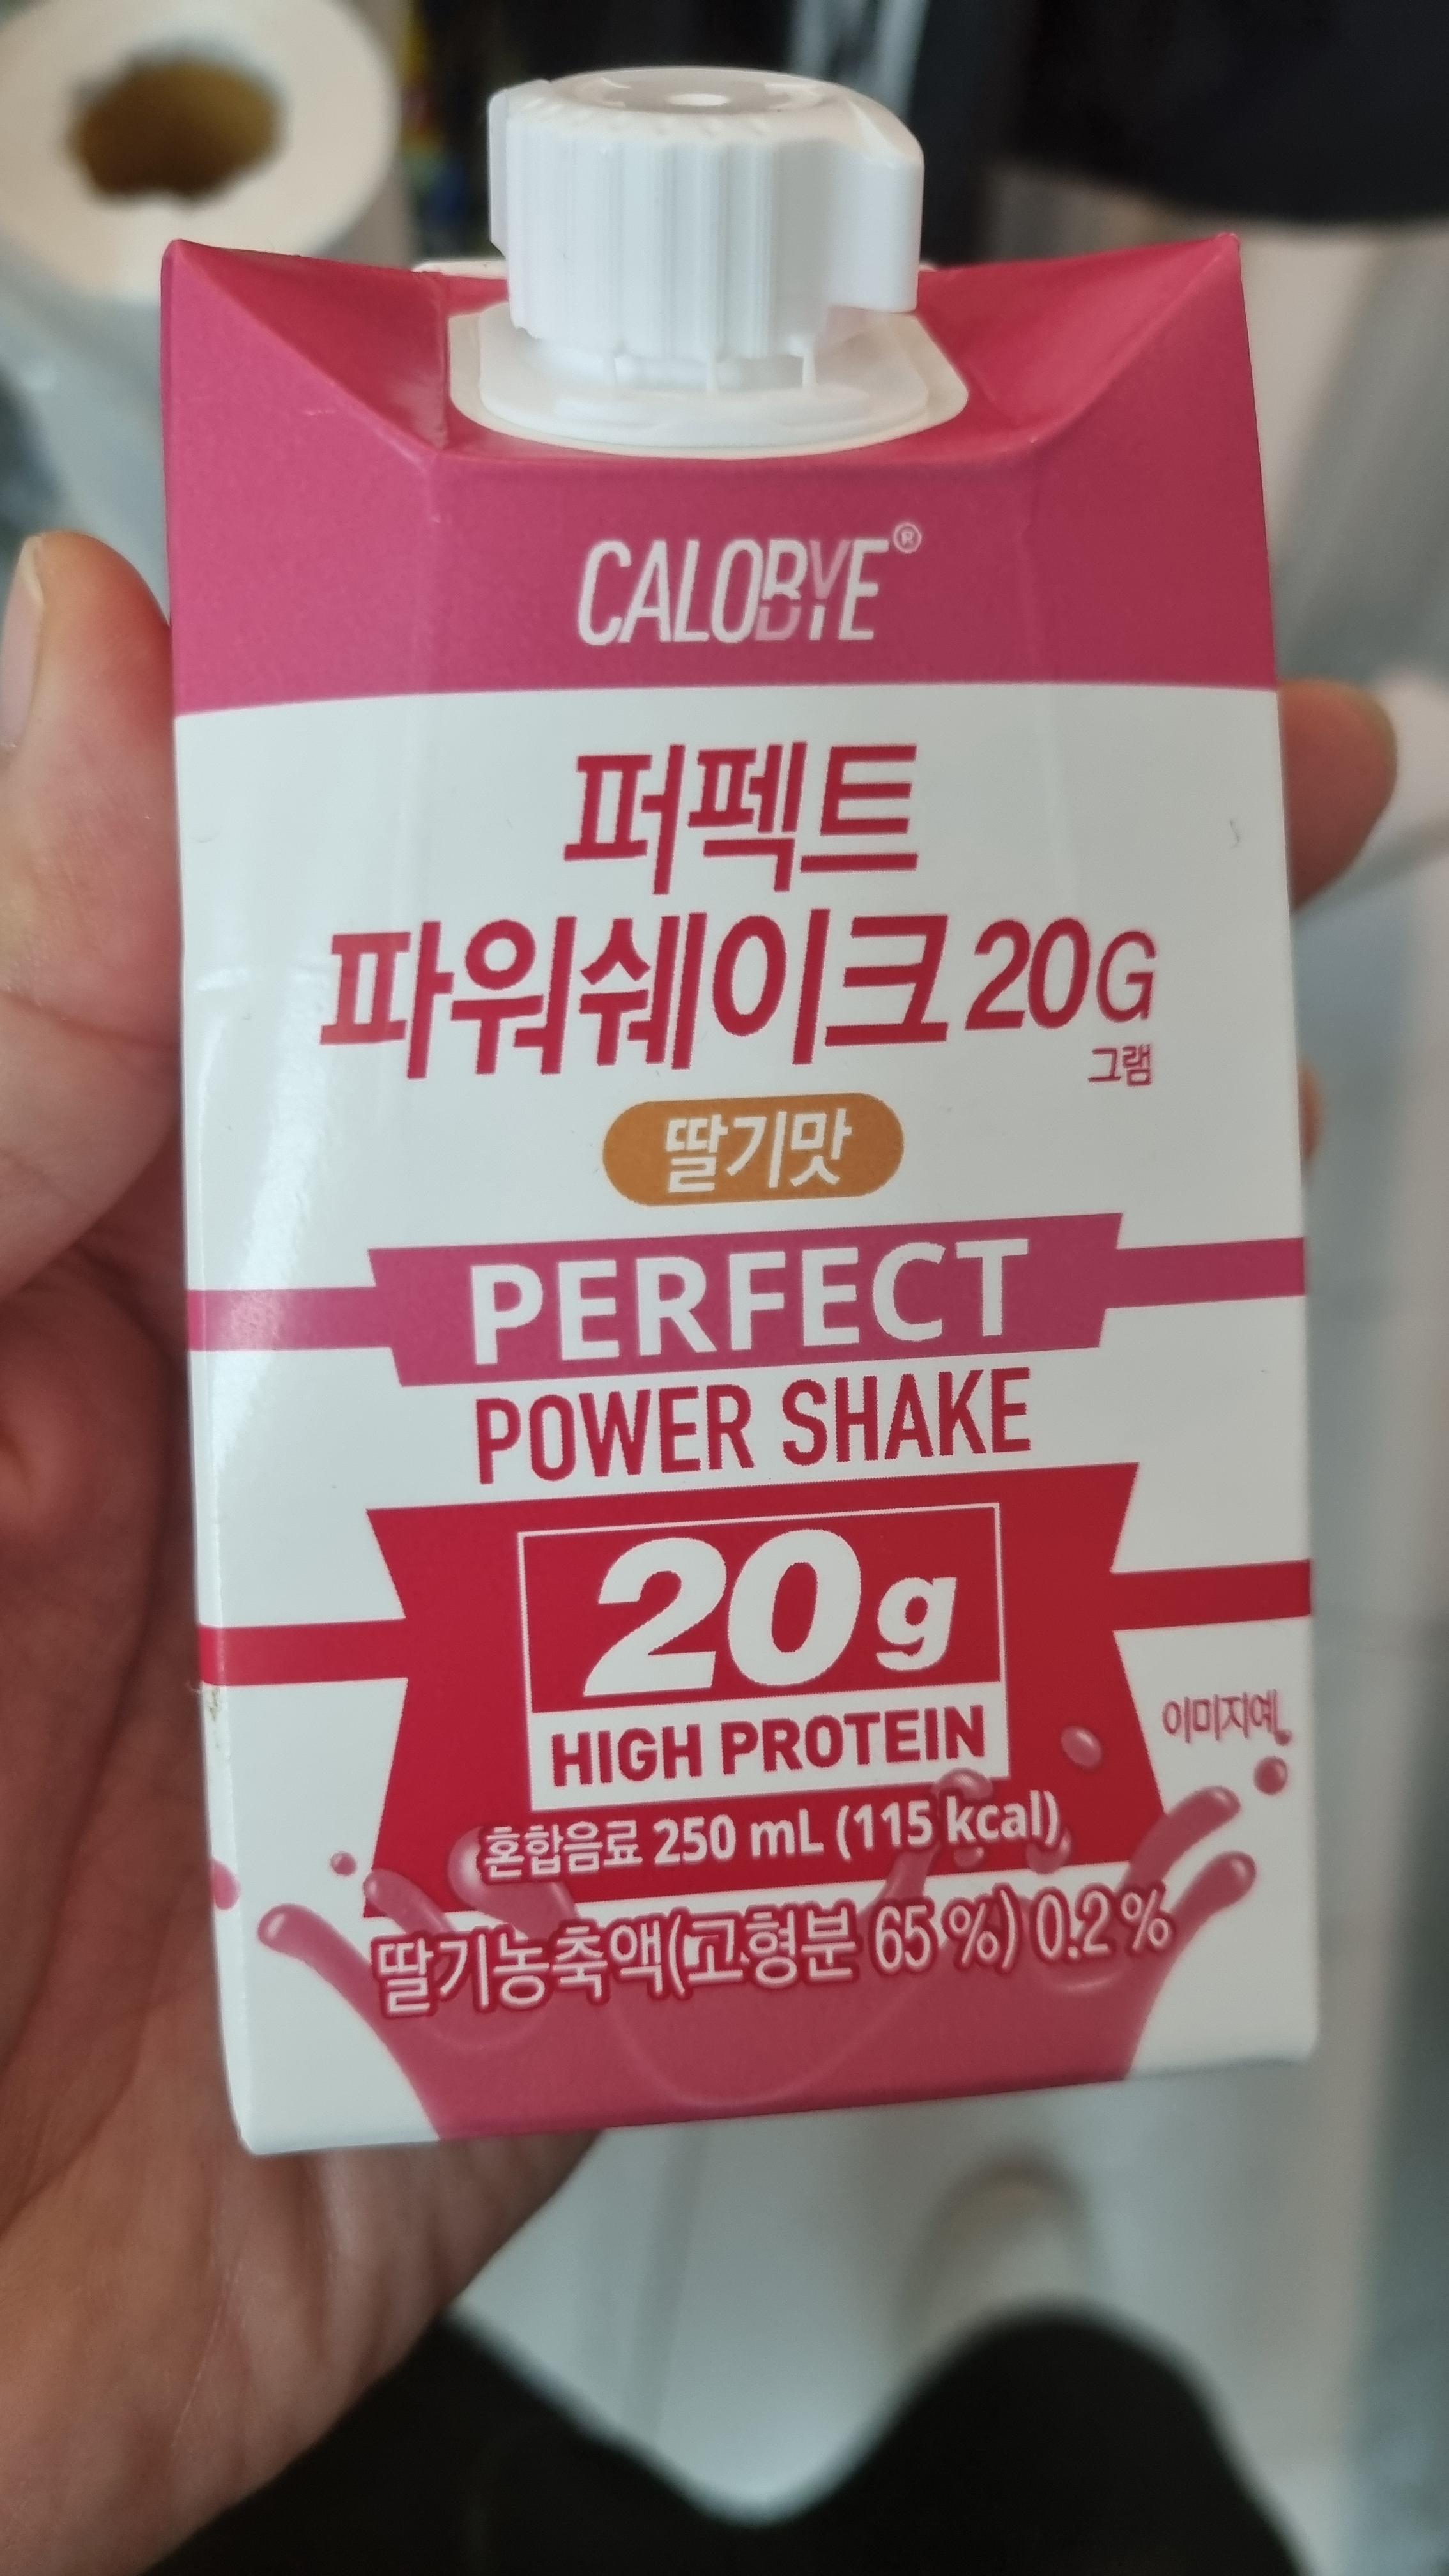 CALOBYE®
퍼펙트
파워쉐이크 20G
그램
딸기맛
PERFECT
POWER SHAKE
20g
HIGH PROTEIN
이미지예
혼합음료 250 mL (115 kcal)
딸기농축액(고형분 65 %) 0.2 %